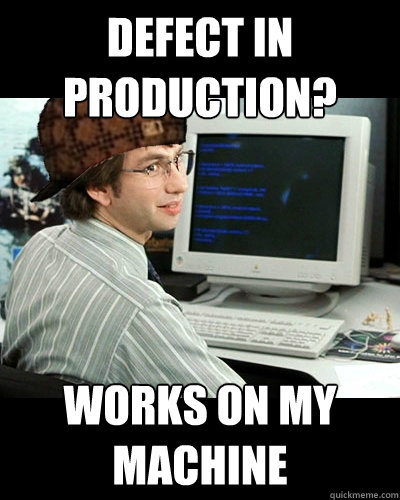 DEFECT IN
PRODUCTION?
WORKS ON MY
MACHINE
quickmeme.com